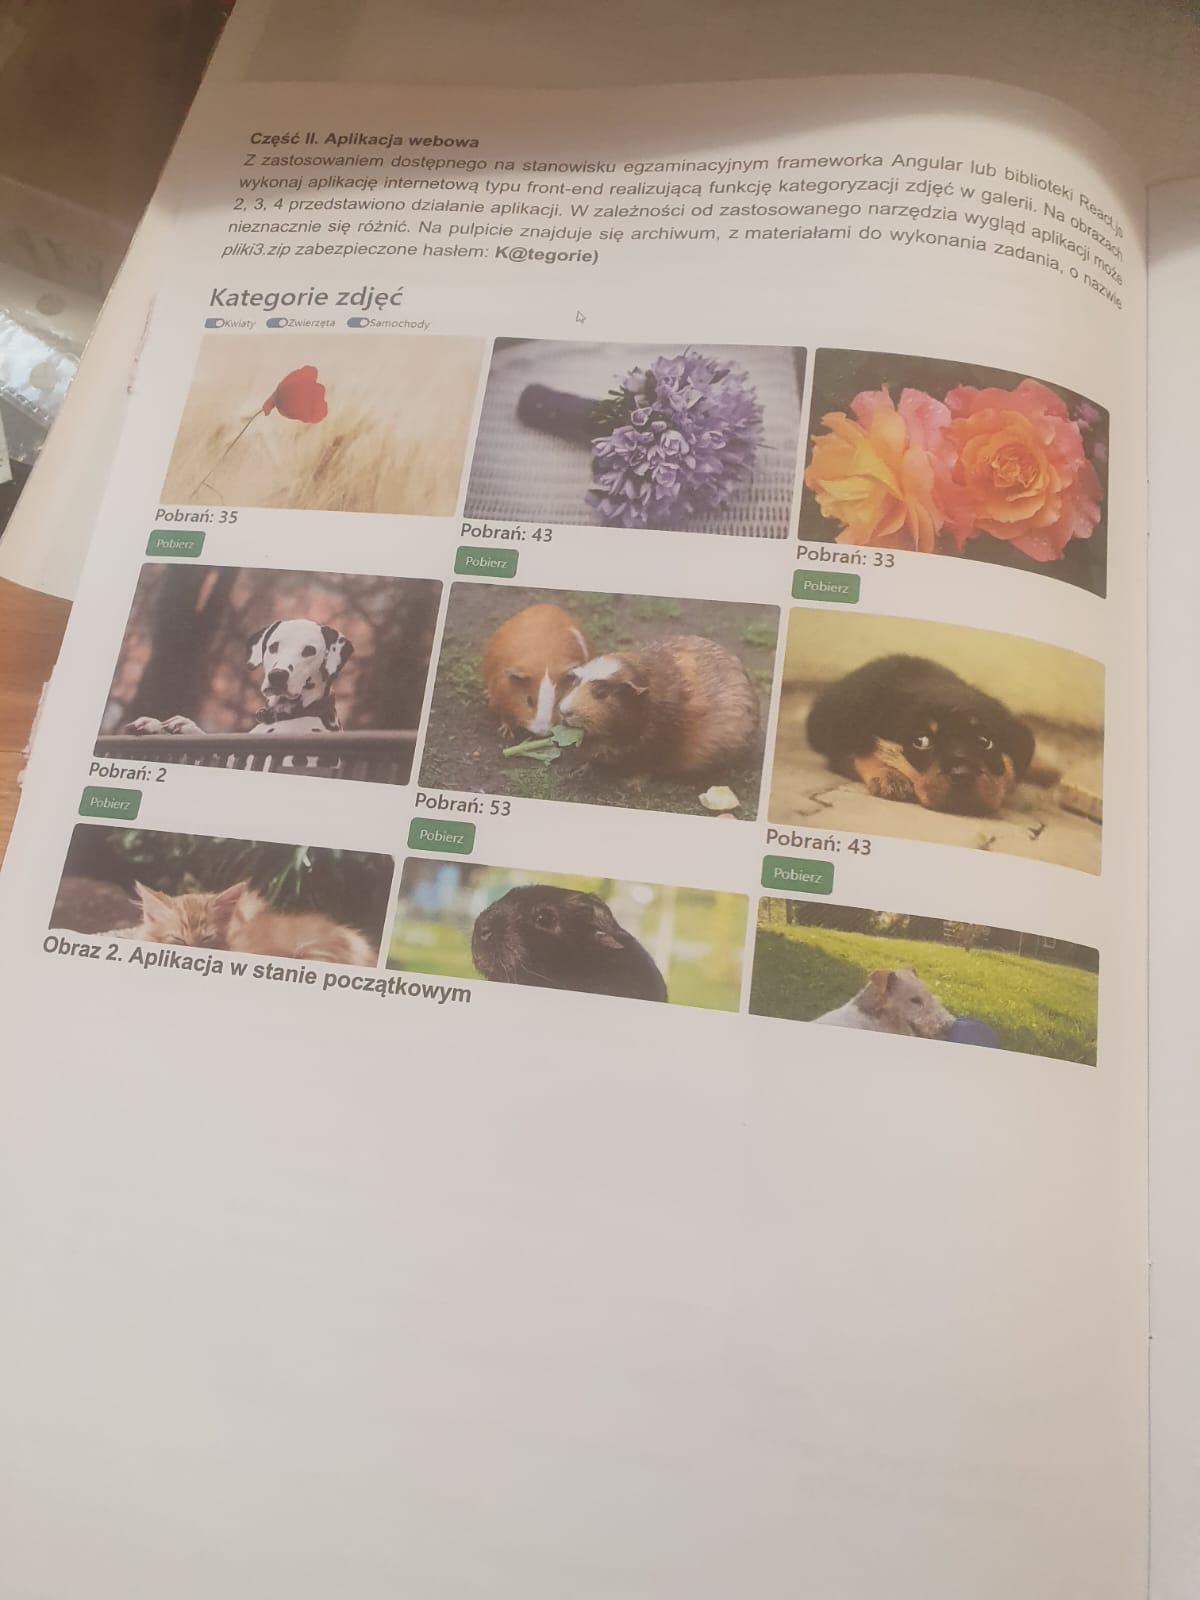 Część II. Aplikacja webowa
Z zastosowaniem dostępnego na stanowisku egzaminacyjnym frameworka Angular lub biblioteki React.js
wykonaj aplikację internetową typu front-end realizującą funkcję kategoryzacji zdjęć w galerii. Na obrazach
2, 3, 4 przedstawiono działanie aplikacji. W zależności od zastosowanego narzędzia wygląd aplikacji może
nieznacznie się różnić. Na pulpicie znajduje się archiwum, z materiałami do wykonania zadania, o nazwie
pliki3.zip zabezpieczone hasłem: K@tegorie)
Kategorie zdjęć
Kwiaty Zwierzęta Samochody
Pobrań: 35
Pobierz
Pobrań: 43
Pobierz
Pobrań: 33
Pobierz
Pobrań: 2
Pobierz
Pobrań: 53
Pobierz
Pobrań: 43
Pobierz
Obraz 2. Aplikacja w stanie początkowym